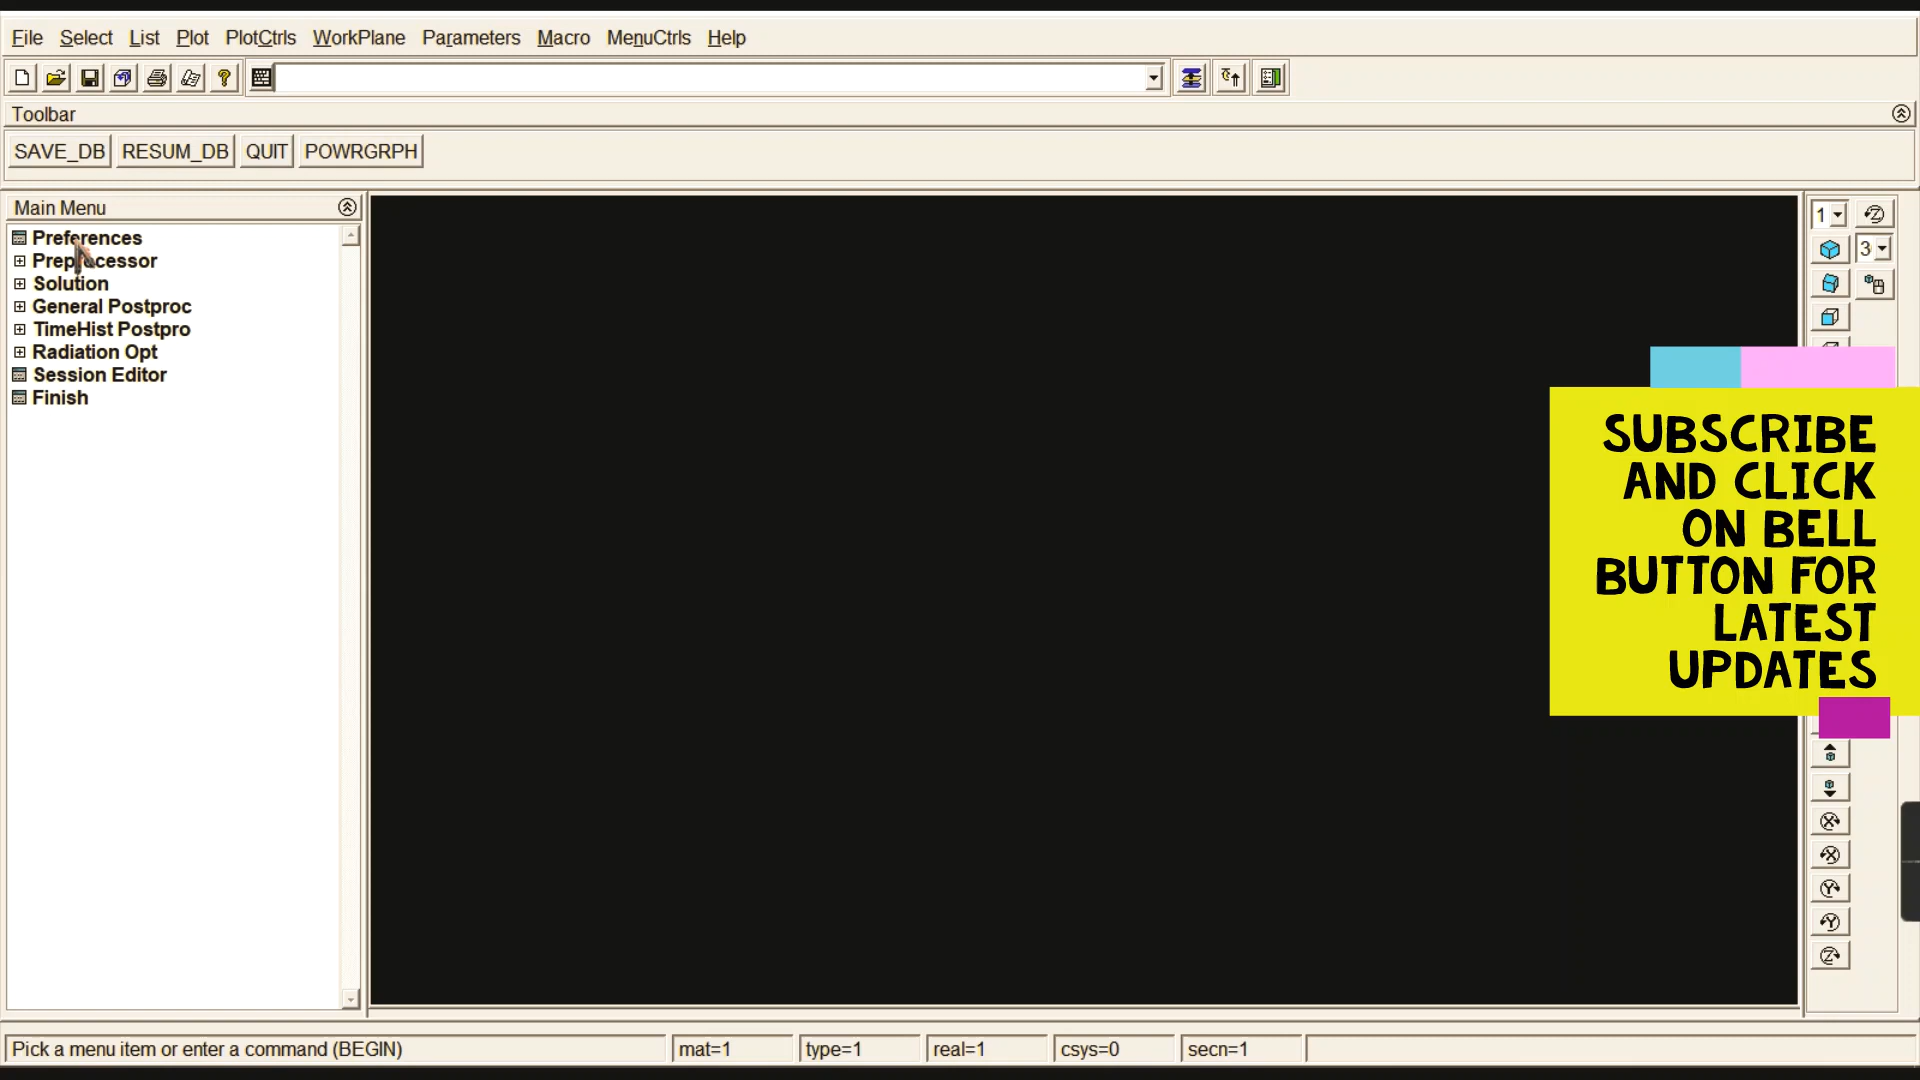 File Select List Plot PlotCtrls WorkPlane Parameters Macro MenuCtrls Help
Toolbar
SAVE_DB RESUM_DB QUIT POWRGRPH
Main Menu
Preferences
Preprocessor
Solution
General Postproc
TimeHist Postpro
Radiation Opt
Session Editor
Finish
1
3
SUBSCRIBE
AND CLICK
ON BELL
BUTTON FOR
LATEST
UPDATES
Pick a menu item or enter a command (BEGIN) mat=1 type=1 real=1 csys=0 secn=1